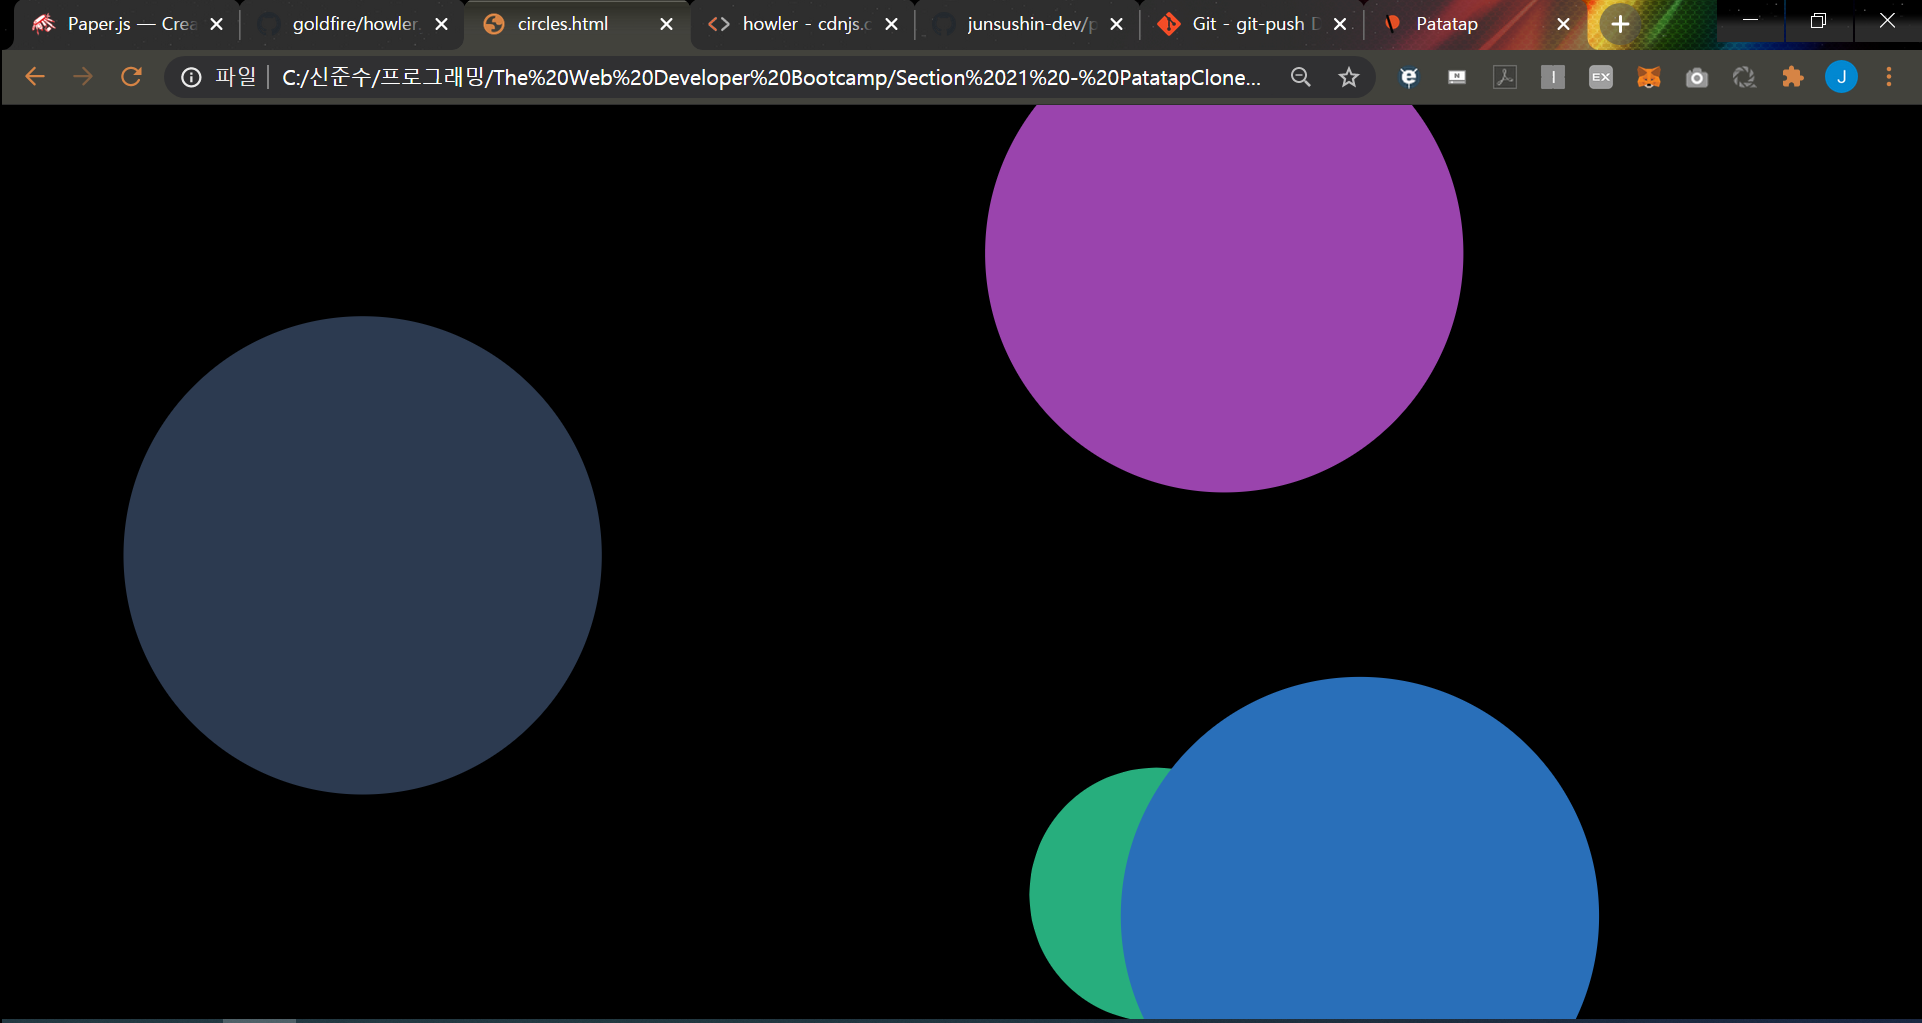 Paper.js — Crea goldfire/howler. circles.html howler - cdnjs.c junsushin-dev/p Git - git-push D Patatap
파일 C:/신준수/프로그래밍/The%20Web%20Developer%20Bootcamp/Section%2021%20-%20PatatapClone... EX J